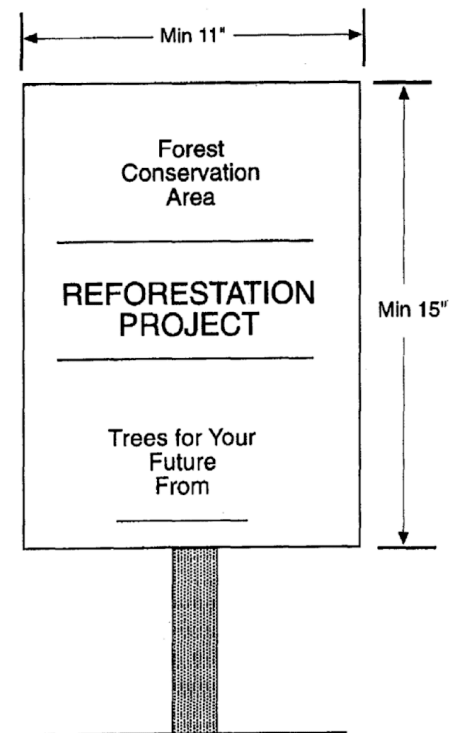 Min 11"
Forest
Conservation
Area
REFORESTATION
PROJECT
Min 15"
Trees for Your
Future
From